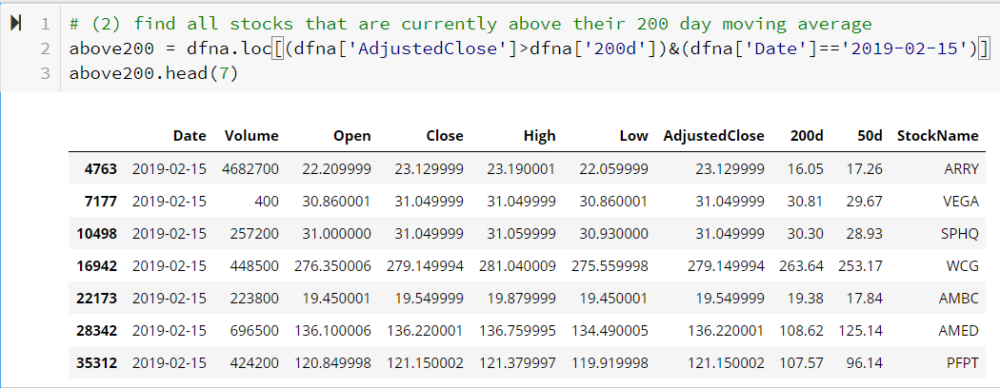 1 # (2) find all stocks that are currently above their 200 day moving average
2 above200 = dfna.loc[(dfna['AdjustedClose']>dfna['200d'])&(dfna['Date']=='2019-02-15')]
3 above200.head(7)
Date Volume Open Close High Low AdjustedClose 200d 50d StockName
4763 2019-02-15 4682700 22.209999 23.129999 23.190001 22.059999 23.129999 16.05 17.26 ARRY
7177 2019-02-15 400 30.860001 31.049999 31.049999 30.860001 31.049999 30.81 29.67 VEGA
10498 2019-02-15 257200 31.000000 31.049999 31.059999 30.930000 31.049999 30.30 28.93 SPHQ
16942 2019-02-15 448500 276.350006 279.149994 281.040009 275.559998 279.149994 263.64 253.17 WCG
22173 2019-02-15 223800 19.450001 19.549999 19.879999 19.450001 19.549999 19.38 17.84 AMBC
28342 2019-02-15 696500 136.100006 136.220001 136.759995 134.490005 136.220001 108.62 125.14 AMED
35312 2019-02-15 424200 120.849998 121.150002 121.379997 119.919998 121.150002 107.57 96.14 PFPT